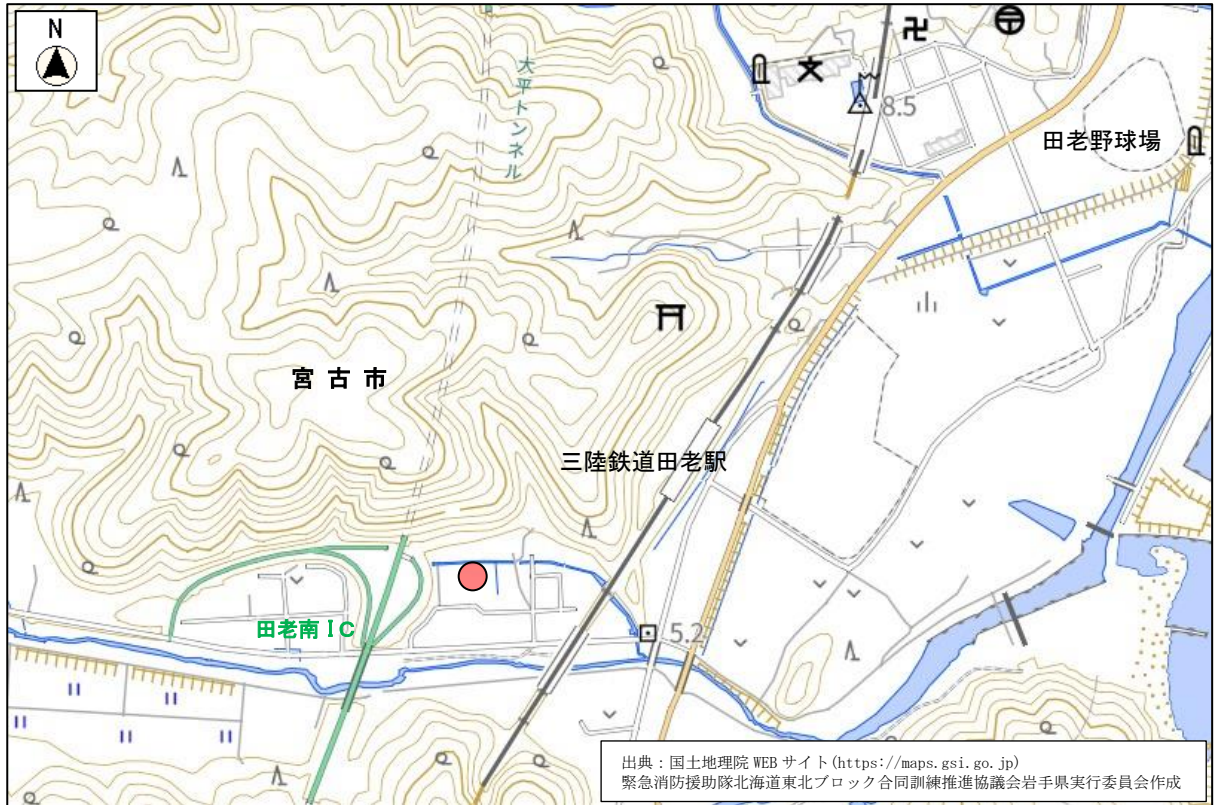 N
大平トンネル
8.5
田老野球場
宮古市
三陸鉄道田老駅
田老南IC
5.2
出典：国土地理院WEBサイト(https://maps.gsi.go.jp)
緊急消防援助隊北海道東北ブロック合同訓練推進協議会岩手県実行委員会作成